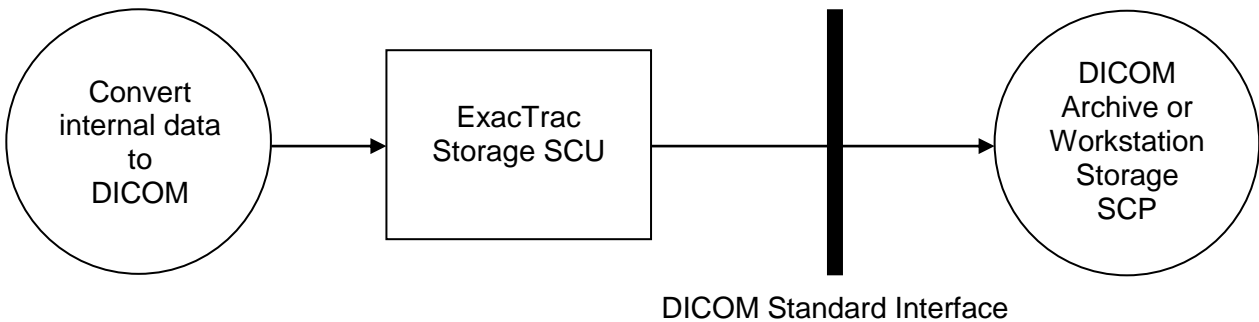 Convert
internal data
to
DICOM
ExacTrac
Storage SCU
DICOM
Archive or
Workstation
Storage
SCP
DICOM Standard Interface